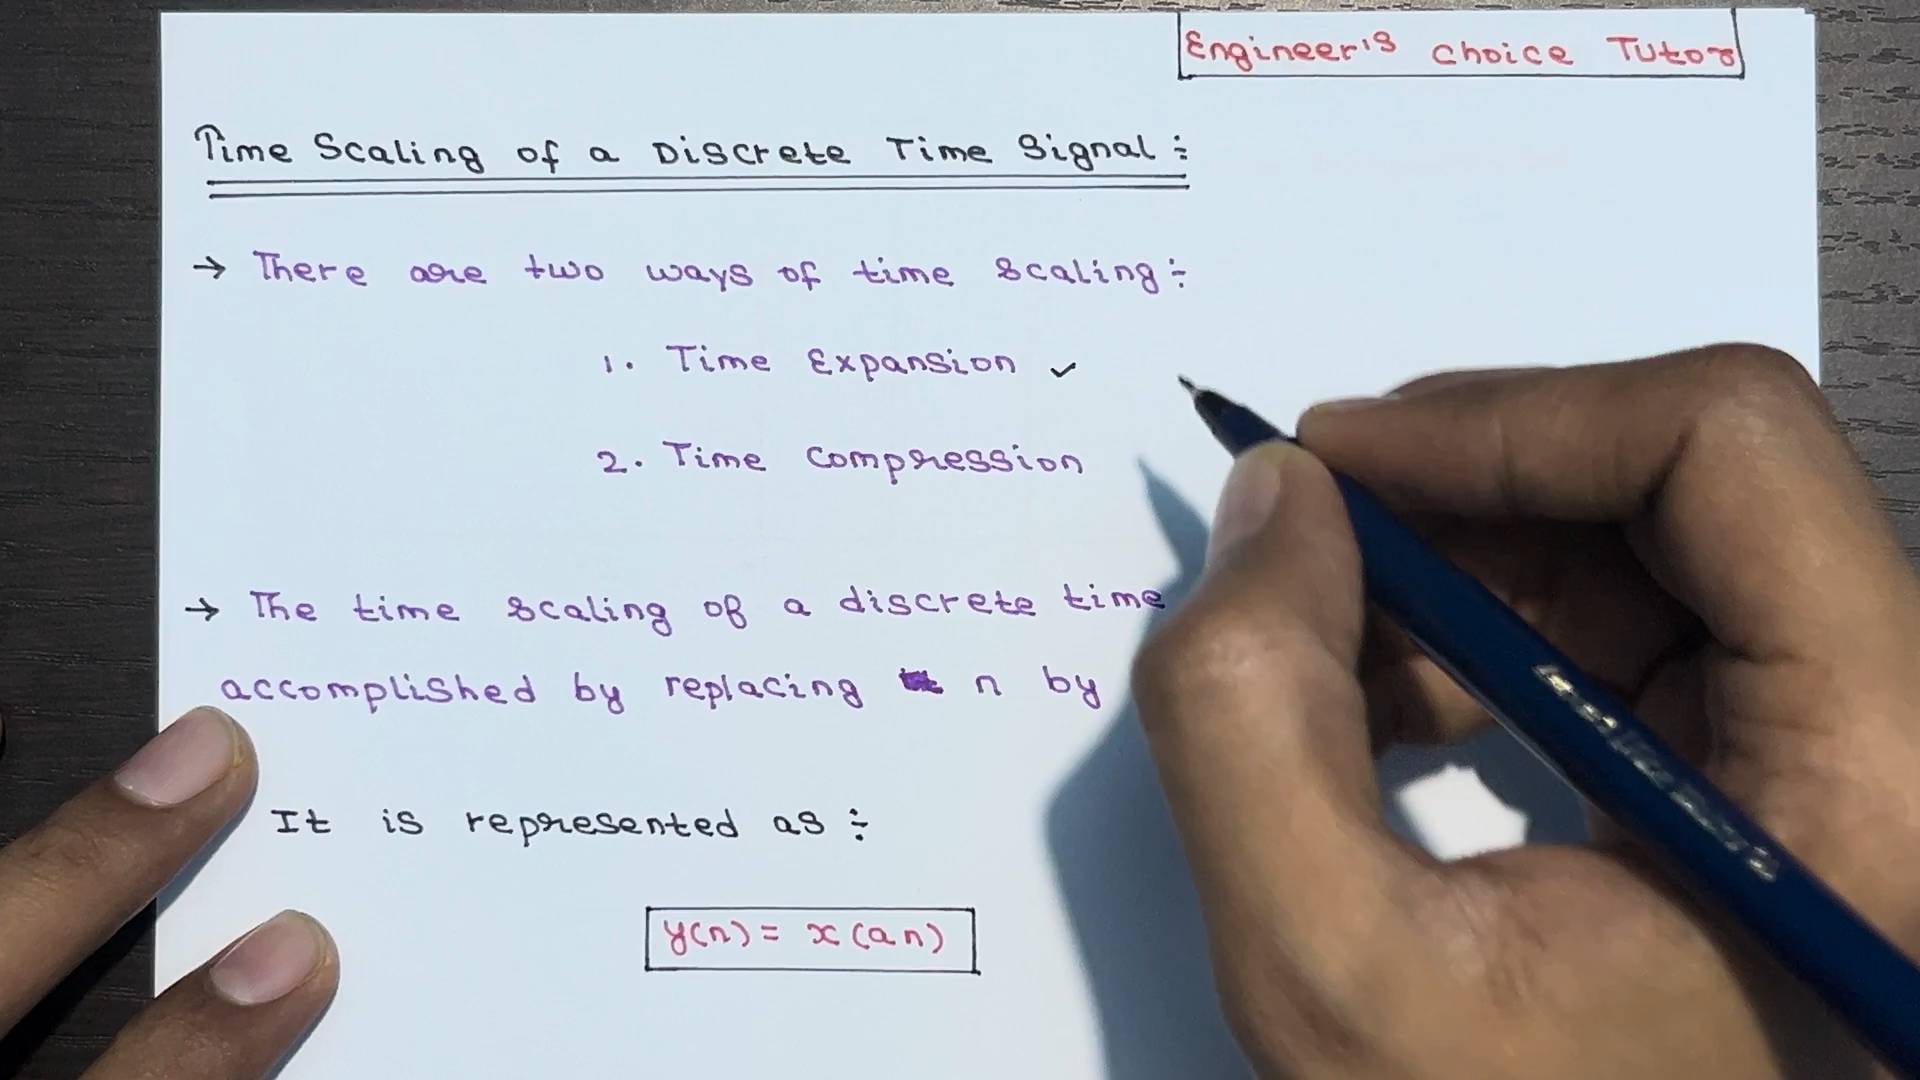 Engineer's Choice Tutor
Time Scaling of a Discrete Time Signal :
→ There are two ways of time scaling :
1. Time Expansion ✓
2. Time Compression
→ The time scaling of a discrete time
accomplished by replacing n by
It is represented as :
y(n) = x(an)